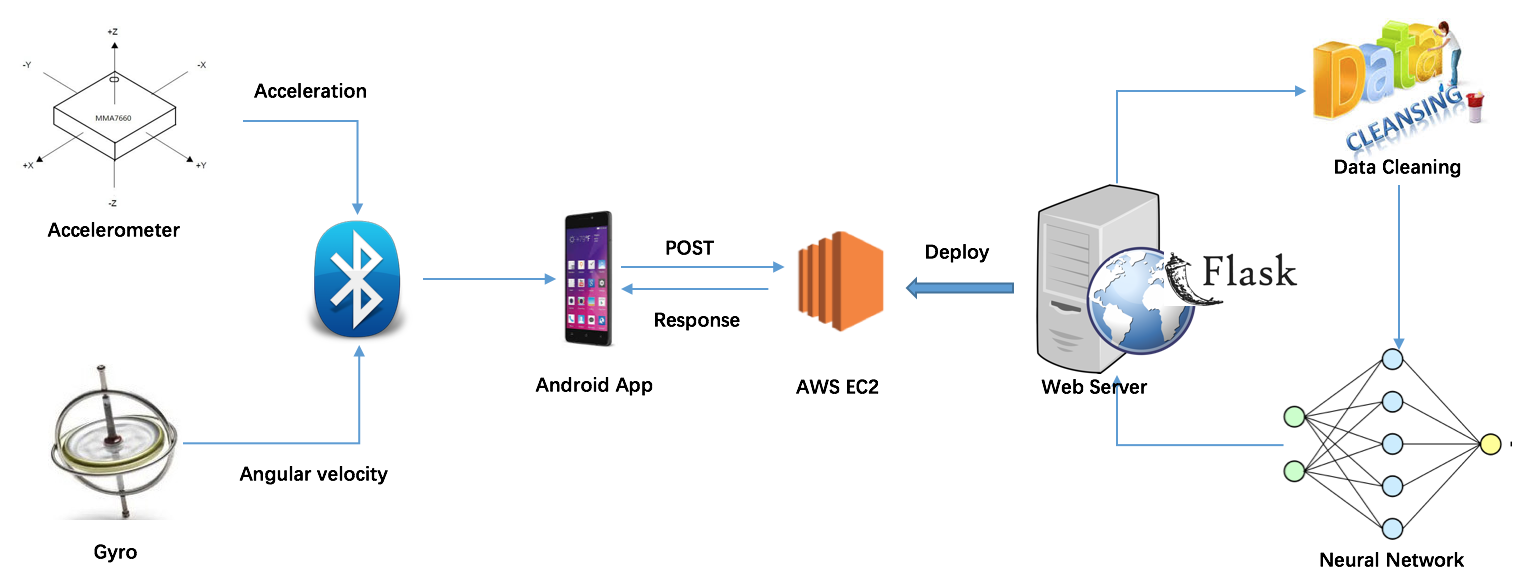 +Z
-Y
-X
MMA7660
+X
+Y
-Z
Accelerometer
Acceleration
Gyro
Angular velocity
Android App
POST
Response
AWS EC2
Deploy
Flask
Web Server
Data
CLEANSING
Data Cleaning
Neural Network